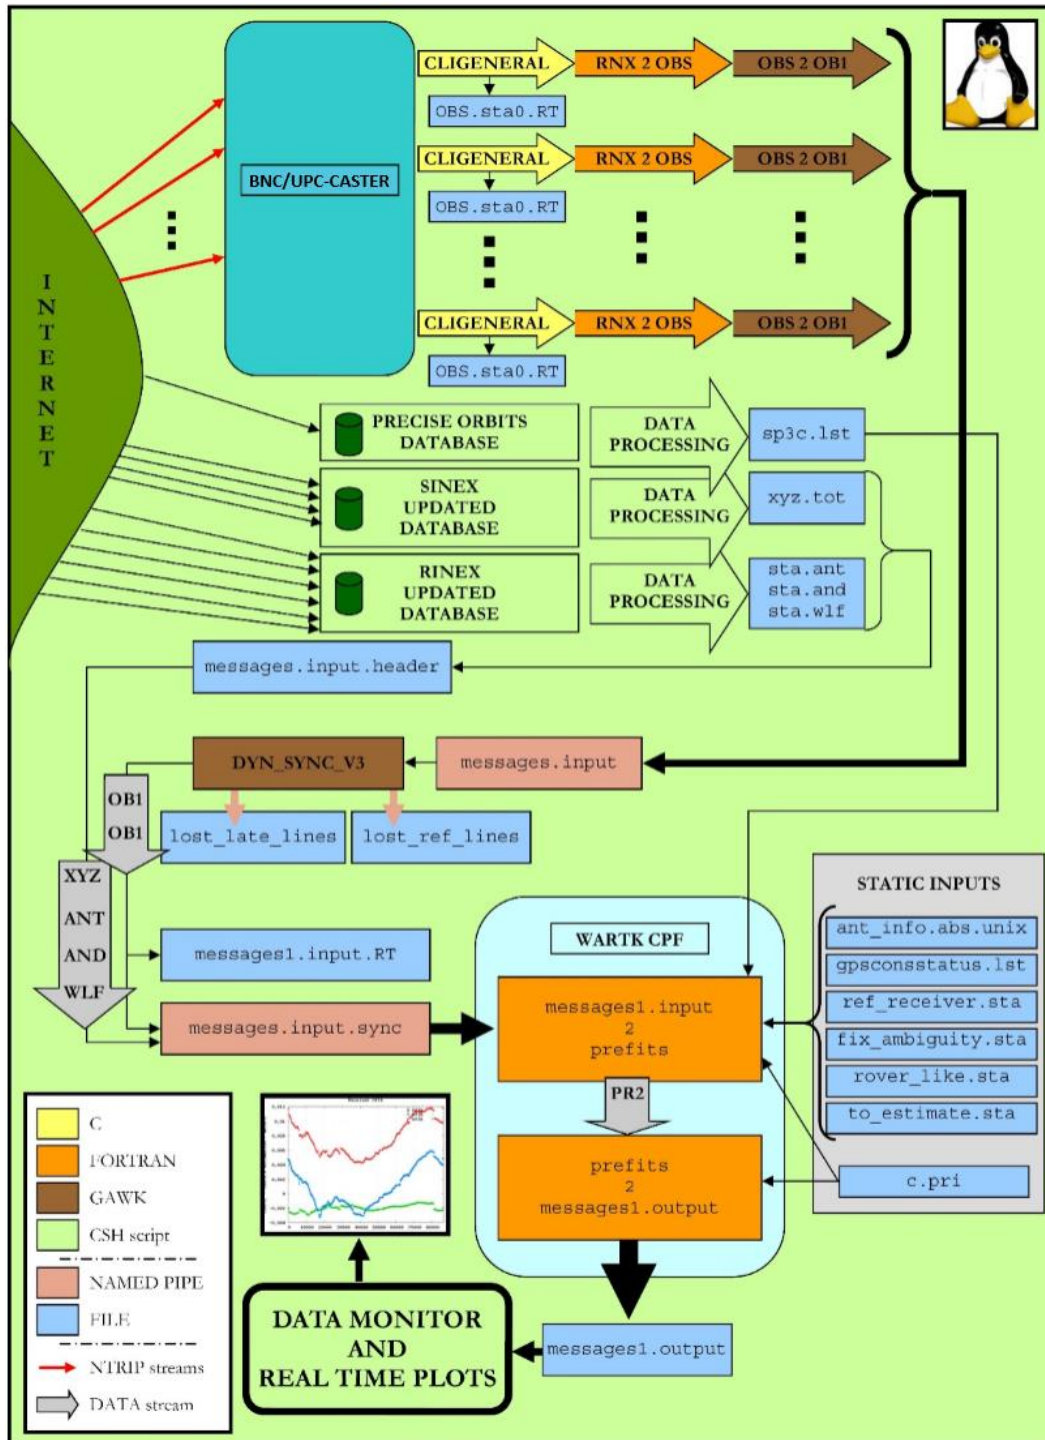 CLIGENERAL
RNX 2 OBS
OBS 2 OB1
OBS.sta0.RT
CLIGENERAL
RNX 2 OBS
OBS 2 OB1
BNC/UPC-CASTER
OBS.sta0.RT
INTERNET
CLIGENERAL
RNX 2 OBS
OBS 2 OB1
OBS.sta0.RT
PRECISE ORBITS
DATABASE
DATA
PROCESSING
sp3c.lst
SINEX
UPDATED
DATABASE
DATA
PROCESSING
xyz.tot
RINEX
UPDATED
DATABASE
DATA
PROCESSING
sta.ant
sta.and
sta.wlf
messages.input.header
DYN_SYNC_V3
messages.input
OB1
OB1
lost_late_lines
lost_ref_lines
XYZ
ANT
AND
WLF
messages1.input.RT
messages.input.sync
WARTK CPF
messages1.input
2
prefits
PR2
prefits
2
messages1.output
STATIC INPUTS
ant_info.abs.unix
gpsconsstatus.lst
ref_receiver.sta
fix_ambiguity.sta
rover_like.sta
to_estimate.sta
c.pri
C
FORTRAN
GAWK
CSH script
NAMED PIPE
FILE
NTRIP streams
DATA stream
DATA MONITOR
AND
REAL TIME PLOTS
messages1.output